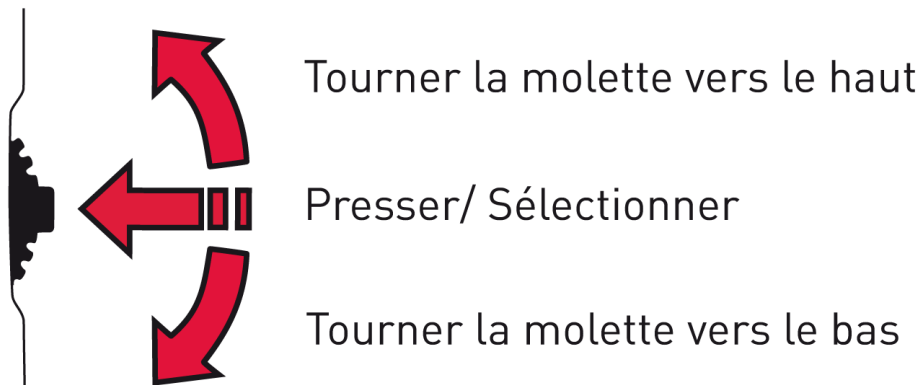 Tourner la molette vers le haut
Presser/ Sélectionner
Tourner la molette vers le bas